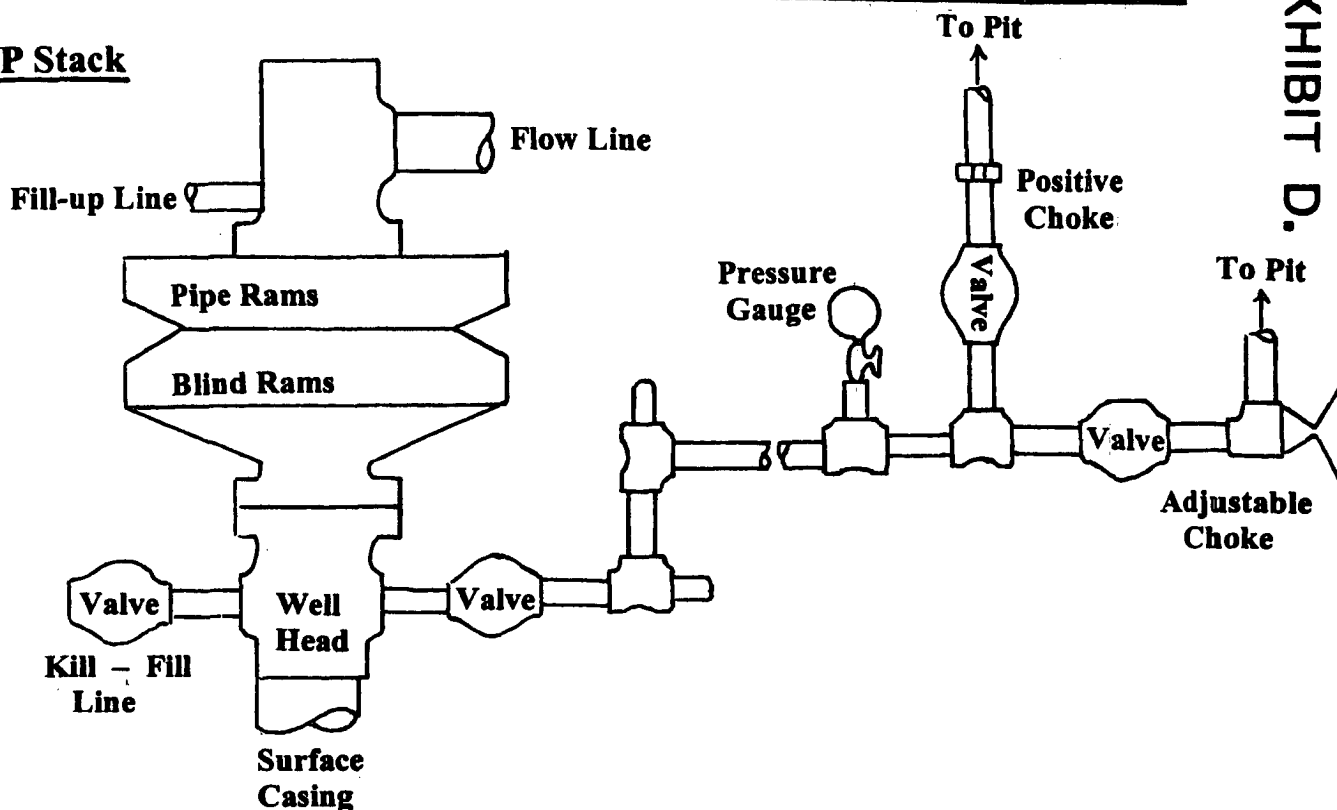 To Pit
KHIBIT D.
P Stack
Flow Line
Fill-up Line
Positive
Choke
Valve
To Pit
Pressure
Gauge
Pipe Rams
Blind Rams
Valve
Adjustable
Choke
Valve
Well
Head
Valve
Kill – Fill
Line
Surface
Casing